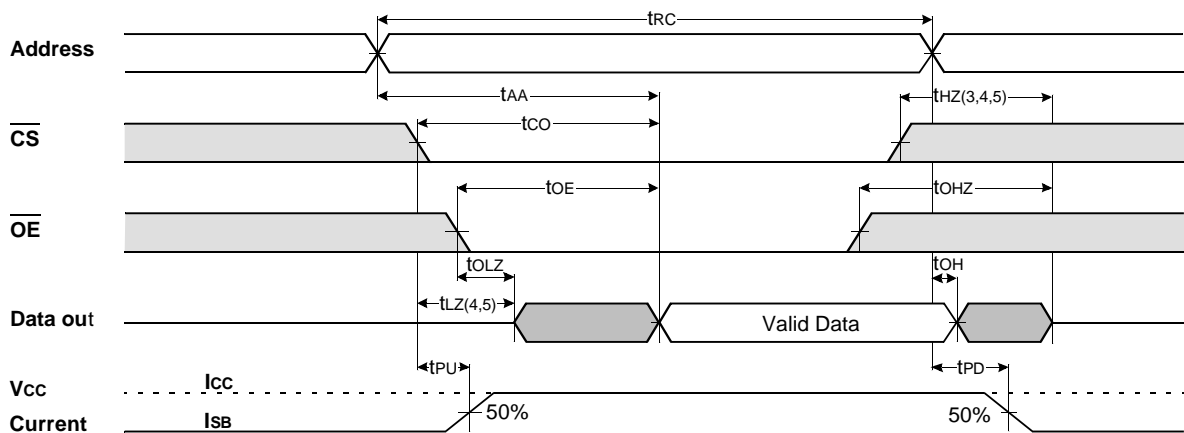 tRC
Address
tAA
tHZ(3,4,5)
tCO
CS
tOE
tOHZ
OE
tOLZ
tOH
tLZ(4,5)
Data out
Valid Data
tPU
tPD
VCC
ICC
50%
50%
Current
ISB